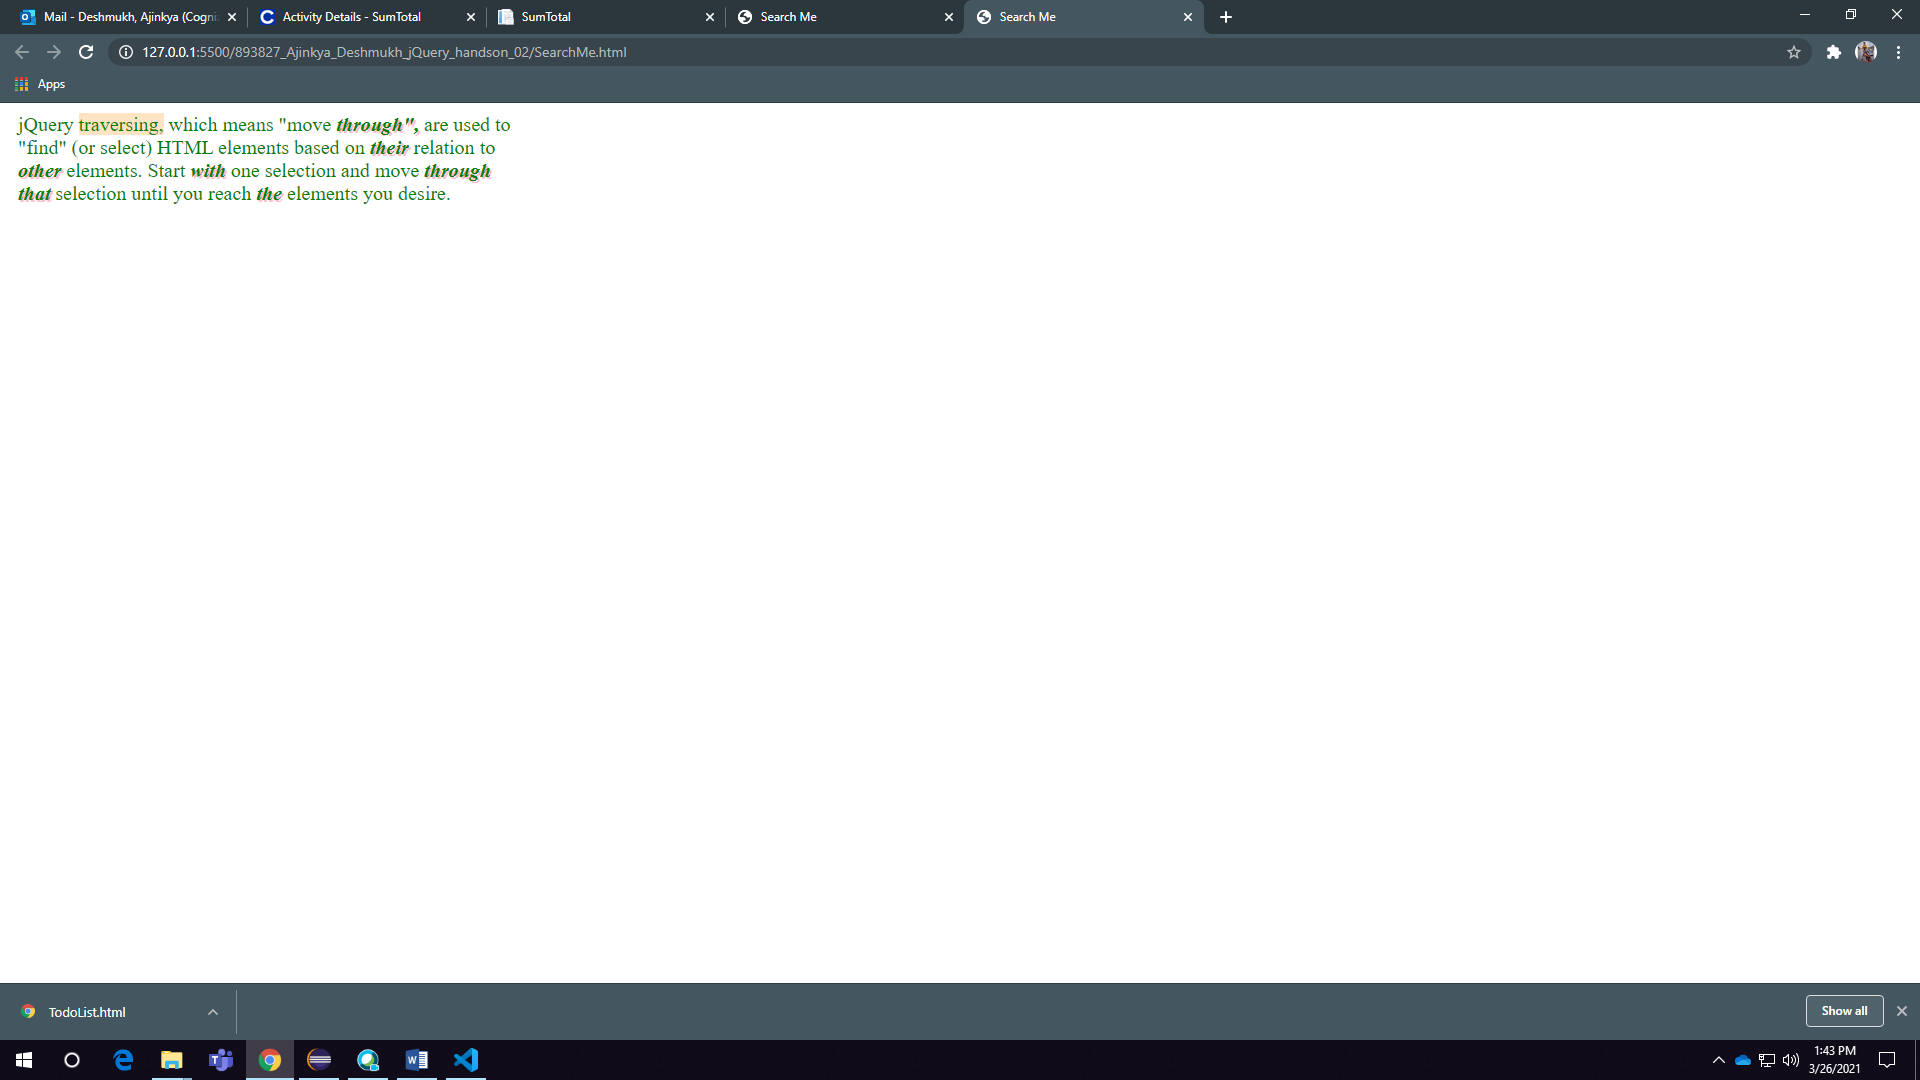 Mail - Deshmukh, Ajinkya (Cogni
Activity Details - SumTotal
SumTotal
Search Me
Search Me
127.0.0.1:5500/893827_Ajinkya_Deshmukh_jQuery_handson_02/SearchMe.html
Apps
jQuery traversing, which means "move through", are used to
"find" (or select) HTML elements based on their relation to
other elements. Start with one selection and move through
that selection until you reach the elements you desire.
TodoList.html
Show all
1:43 PM
3/26/2021